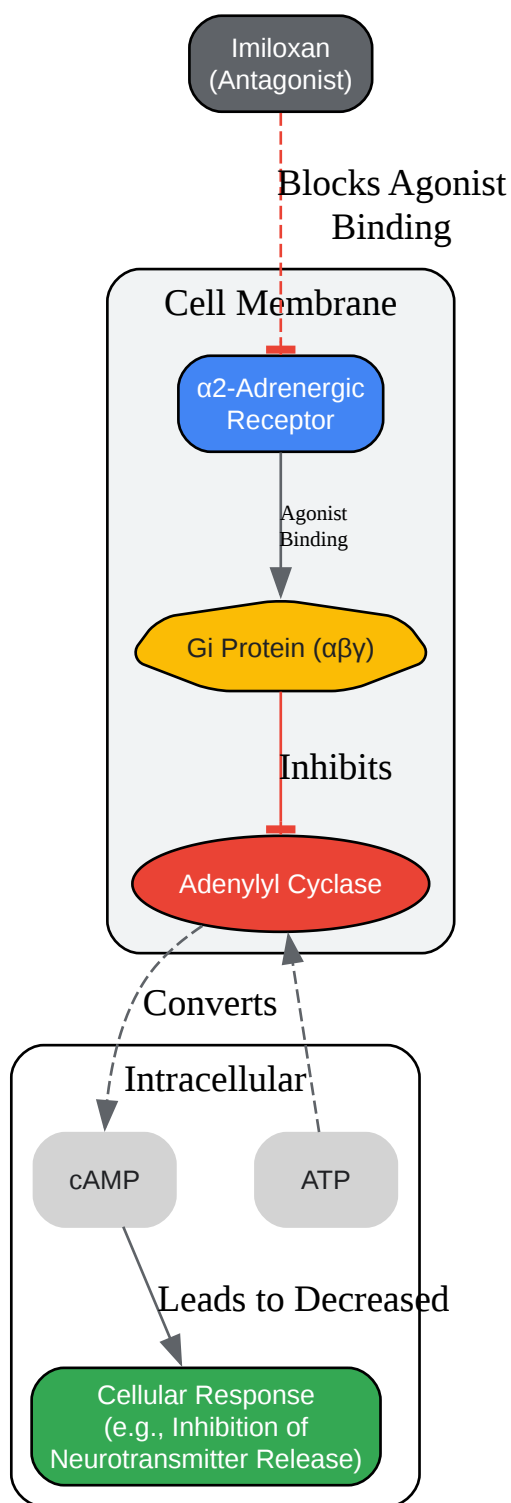 Imiloxan
(Antagonist)
Blocks Agonist
Binding
Cell Membrane
α2-Adrenergic
Receptor
Agonist
Binding
Gi Protein (αβγ)
Inhibits
Adenylyl Cyclase
Converts
Intracellular
cAMP
ATP
Leads to Decreased
Cellular Response
(e.g., Inhibition of
Neurotransmitter Release)